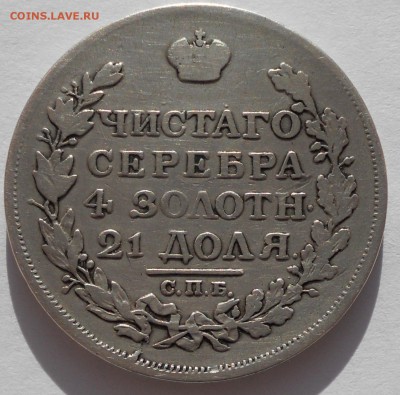 COINS.LAVE.RU
ЧИСТАГО
СЕРЕБРА
4 ЗОЛОТН.
21 ДОЛЯ
С.П.Б.